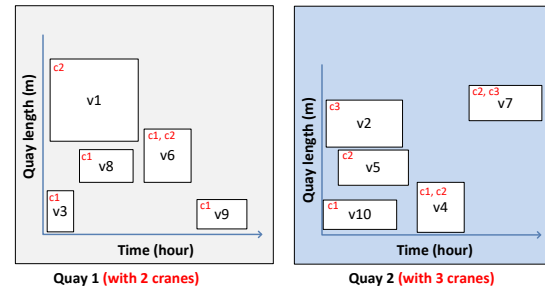 Quay length (m)
c2
v1
c1
v8
c1, c2
v6
c1
v3
c1
v9
Time (hour)
Quay 1 (with 2 cranes)
Quay length (m)
c2, c3
v7
c3
v2
c2
v5
c1, c2
v4
c1
v10
Time (hour)
Quay 2 (with 3 cranes)